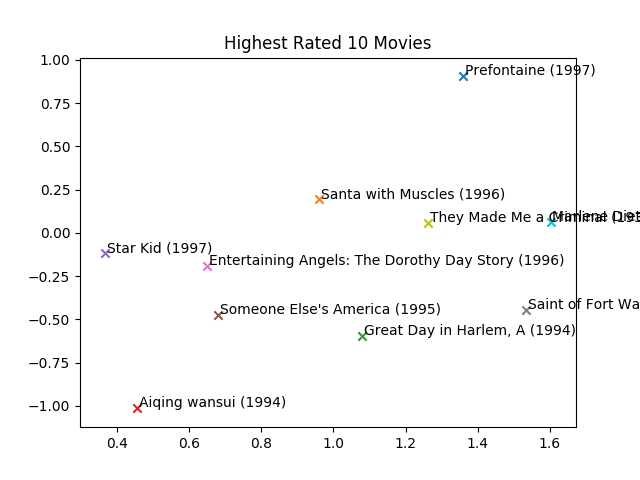 Highest Rated 10 Movies
1.00
Prefontaine (1997)
0.75
0.50
0.25
Santa with Muscles (1996)
They Made Me a Criminal (193
Marlene Diet
0.00
Star Kid (1997)
Entertaining Angels: The Dorothy Day Story (1996)
−0.25
Saint of Fort Wa
Someone Else's America (1995)
−0.50
Great Day in Harlem, A (1994)
−0.75
Aiqing wansui (1994)
−1.00
0.4 0.6 0.8 1.0 1.2 1.4 1.6